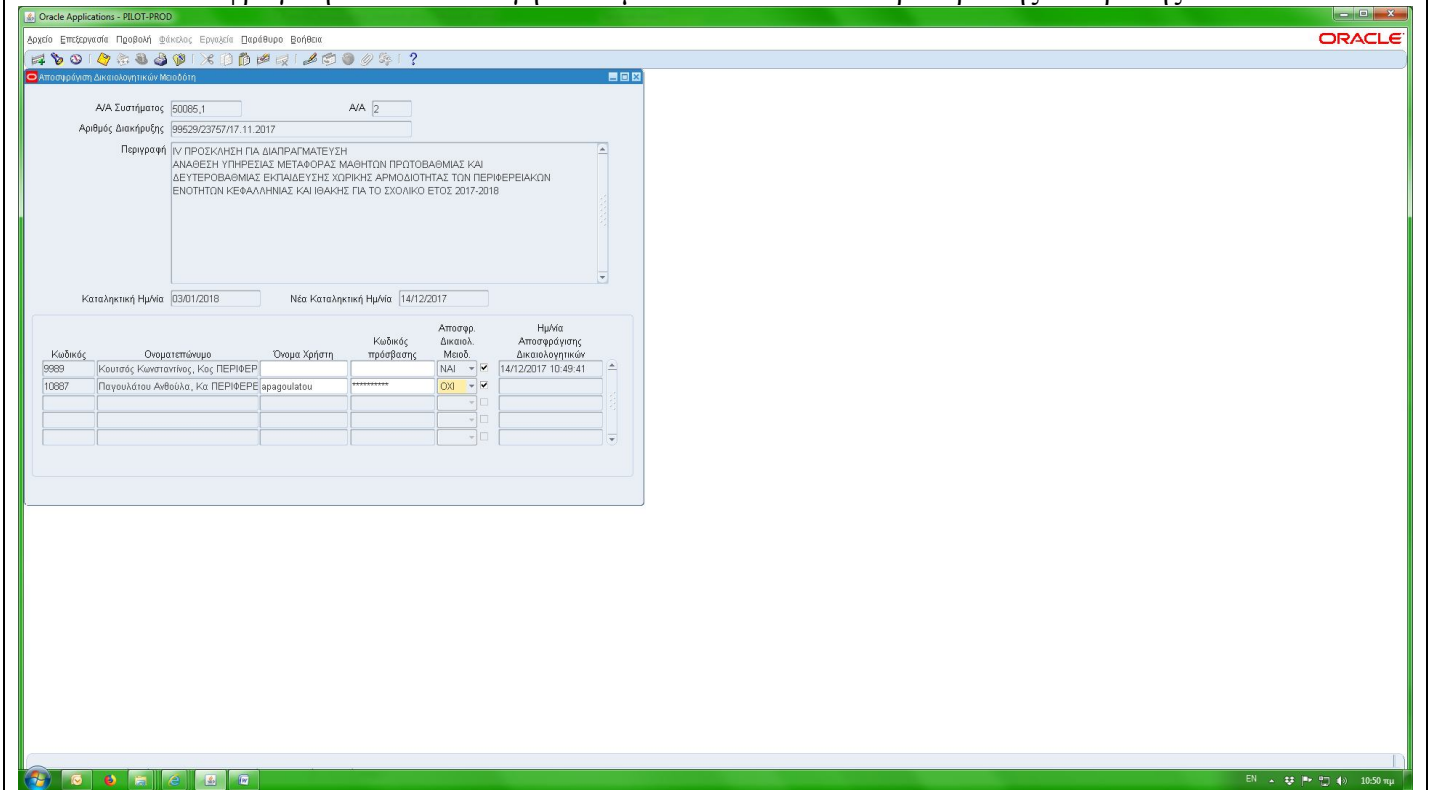 Oracle Applications - PILOT-PROD
Αρχείο Επεξεργασία Προβολή Φάκελος Εργαλεία Παράθυρο Βοήθεια
ORACLE
Αποσφράγιση Δικαιολογητικών Μειοδότη
Α/Α Συστήματος 50085,1 Α/Α 2
Αριθμός Διακήρυξης 99529/23757/17.11.2017
Περιγραφή IV ΠΡΟΣΚΛΗΣΗ ΓΙΑ ΔΙΑΠΡΑΓΜΑΤΕΥΣΗ
ΑΝΑΘΕΣΗ ΥΠΗΡΕΣΙΑΣ ΜΕΤΑΦΟΡΑΣ ΜΑΘΗΤΩΝ ΠΡΩΤΟΒΑΘΜΙΑΣ ΚΑΙ
ΔΕΥΤΕΡΟΒΑΘΜΙΑΣ ΕΚΠΑΙΔΕΥΣΗΣ ΧΩΡΙΚΗΣ ΑΡΜΟΔΙΟΤΗΤΑΣ ΤΩΝ ΠΕΡΙΦΕΡΕΙΑΚΩΝ
ΕΝΟΤΗΤΩΝ ΚΕΦΑΛΛΗΝΙΑΣ ΚΑΙ ΙΘΑΚΗΣ ΓΙΑ ΤΟ ΣΧΟΛΙΚΟ ΕΤΟΣ 2017-2018
Καταληκτική Ημ/νία 03/01/2018 Νέα Καταληκτική Ημ/νία 14/12/2017
Κωδικός Ονοματεπώνυμο Όνομα Χρήστη Κωδικός πρόσβασης Αποσφρ. Δικαιολ. Μειοδ. Ημ/νία Αποσφράγισης Δικαιολογητικών
9989 Κουτσός Κωνσταντίνος, Κος ΠΕΡΙΦΕΡ ΝΑΙ 14/12/2017 10:49:41
10887 Παγουλάτου Ανθούλα, Κα ΠΕΡΙΦΕΡΕ apagoulatou ********** ΟΧΙ
EN 10:50 πμ